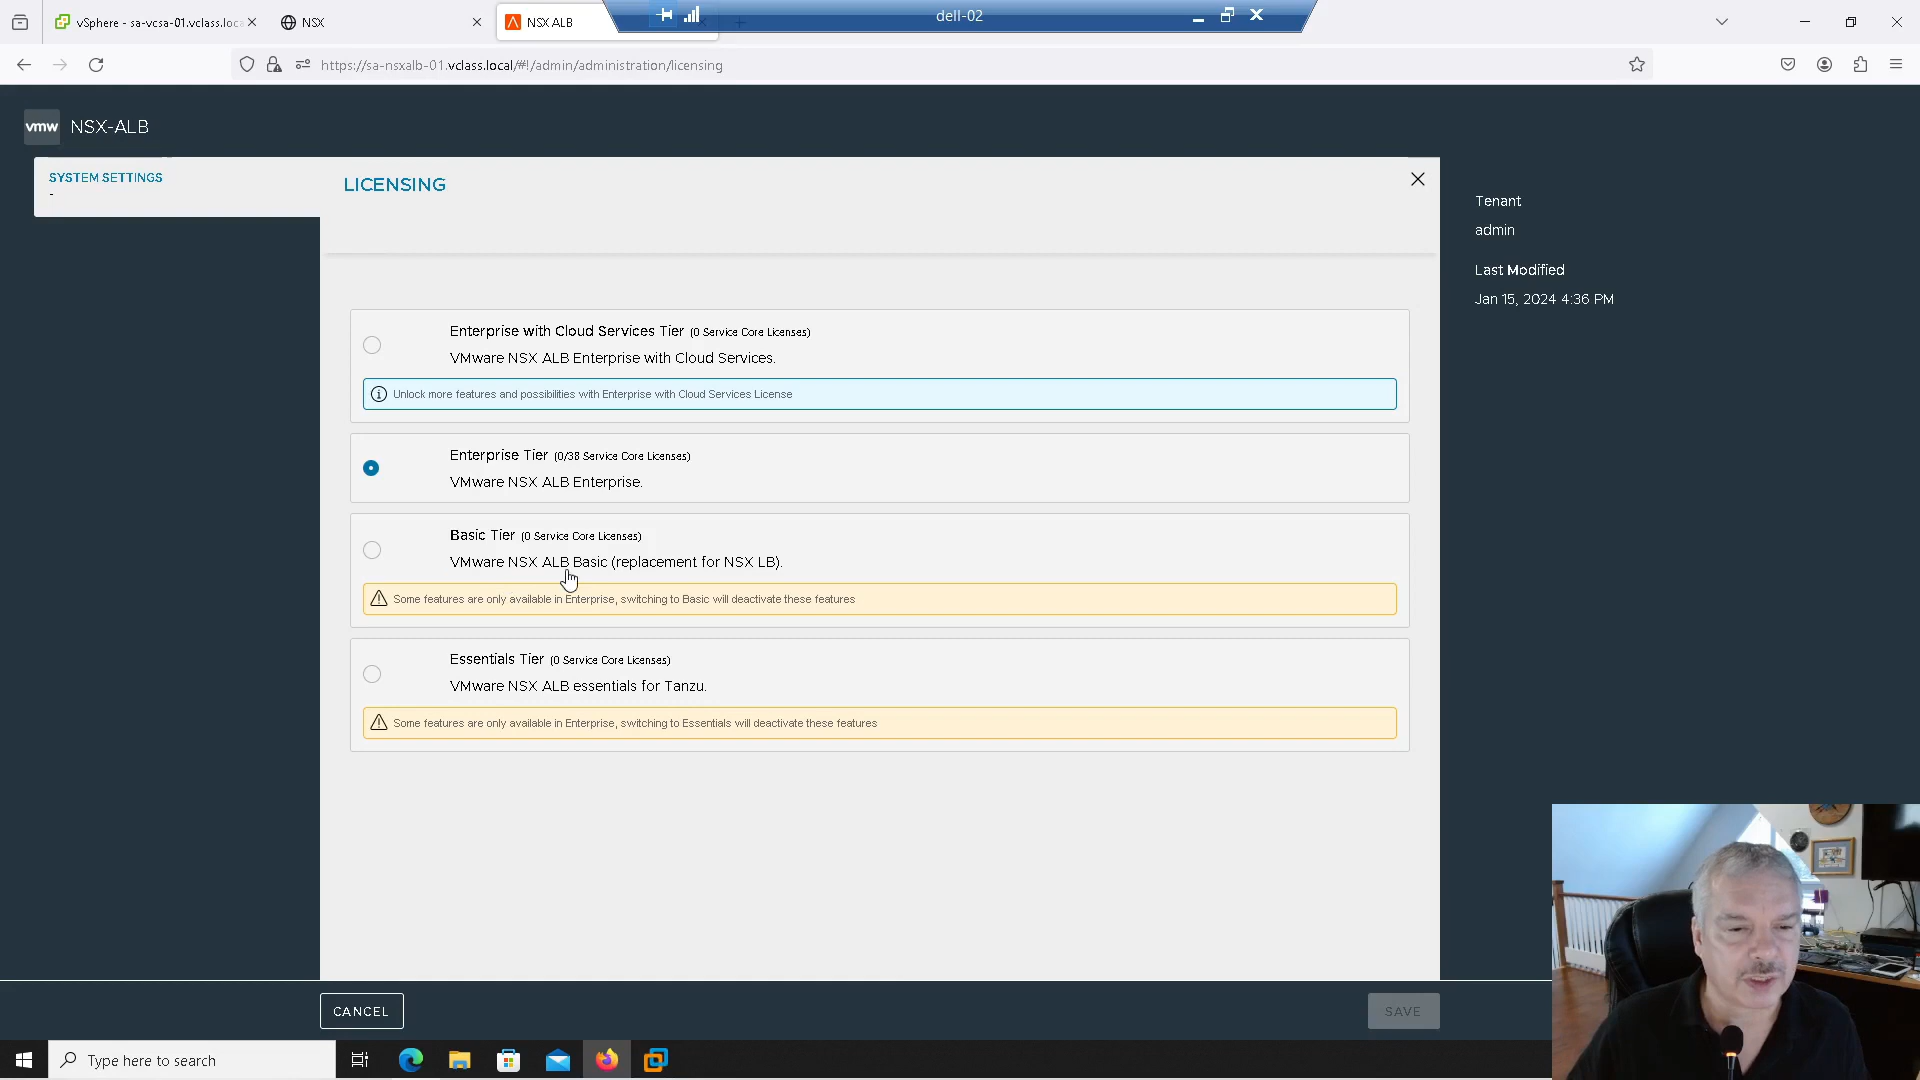 vSphere - sa-vcsa-01.vclass.loca
NSX
NSX ALB
dell-02
https://sa-nsxalb-01.vclass.local/#!/admin/administration/licensing
vmw NSX-ALB
SYSTEM SETTINGS
-
LICENSING
Tenant
admin
Last Modified
Jan 15, 2024 4:36 PM
Enterprise with Cloud Services Tier (0 Service Core Licenses)
VMware NSX ALB Enterprise with Cloud Services.
Unlock more features and possibilities with Enterprise with Cloud Services License
Enterprise Tier (0/38 Service Core Licenses)
VMware NSX ALB Enterprise.
Basic Tier (0 Service Core Licenses)
VMware NSX ALB Basic (replacement for NSX LB).
Some features are only available in Enterprise, switching to Basic will deactivate these features
Essentials Tier (0 Service Core Licenses)
VMware NSX ALB essentials for Tanzu.
Some features are only available in Enterprise, switching to Essentials will deactivate these features
CANCEL
SAVE
Type here to search